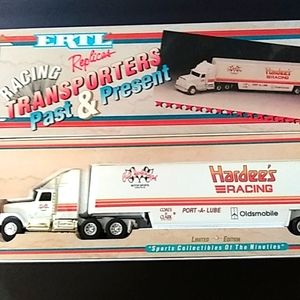 ERTL
Replicas
RACING
TRANSPORTERS
Past & Present
Hardee's
RACING
Hardee's
RACING
PORT-A-LUBE
Oldsmobile
LIMITED EDITION
"Sports Collectibles Of The Nineties"